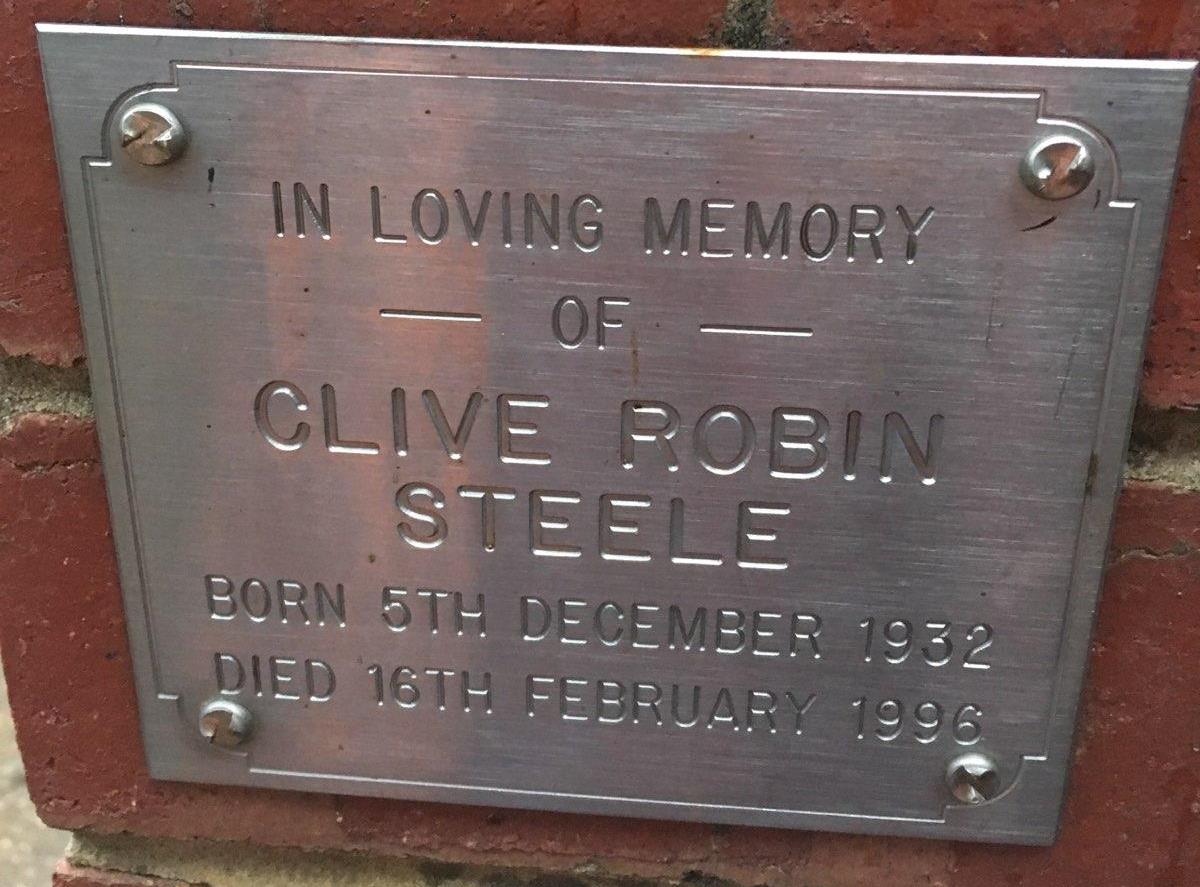 IN LOVING MEMORY
— OF —
CLIVE ROBIN
STEELE
BORN 5TH DECEMBER 1932
DIED 16TH FEBRUARY 1996